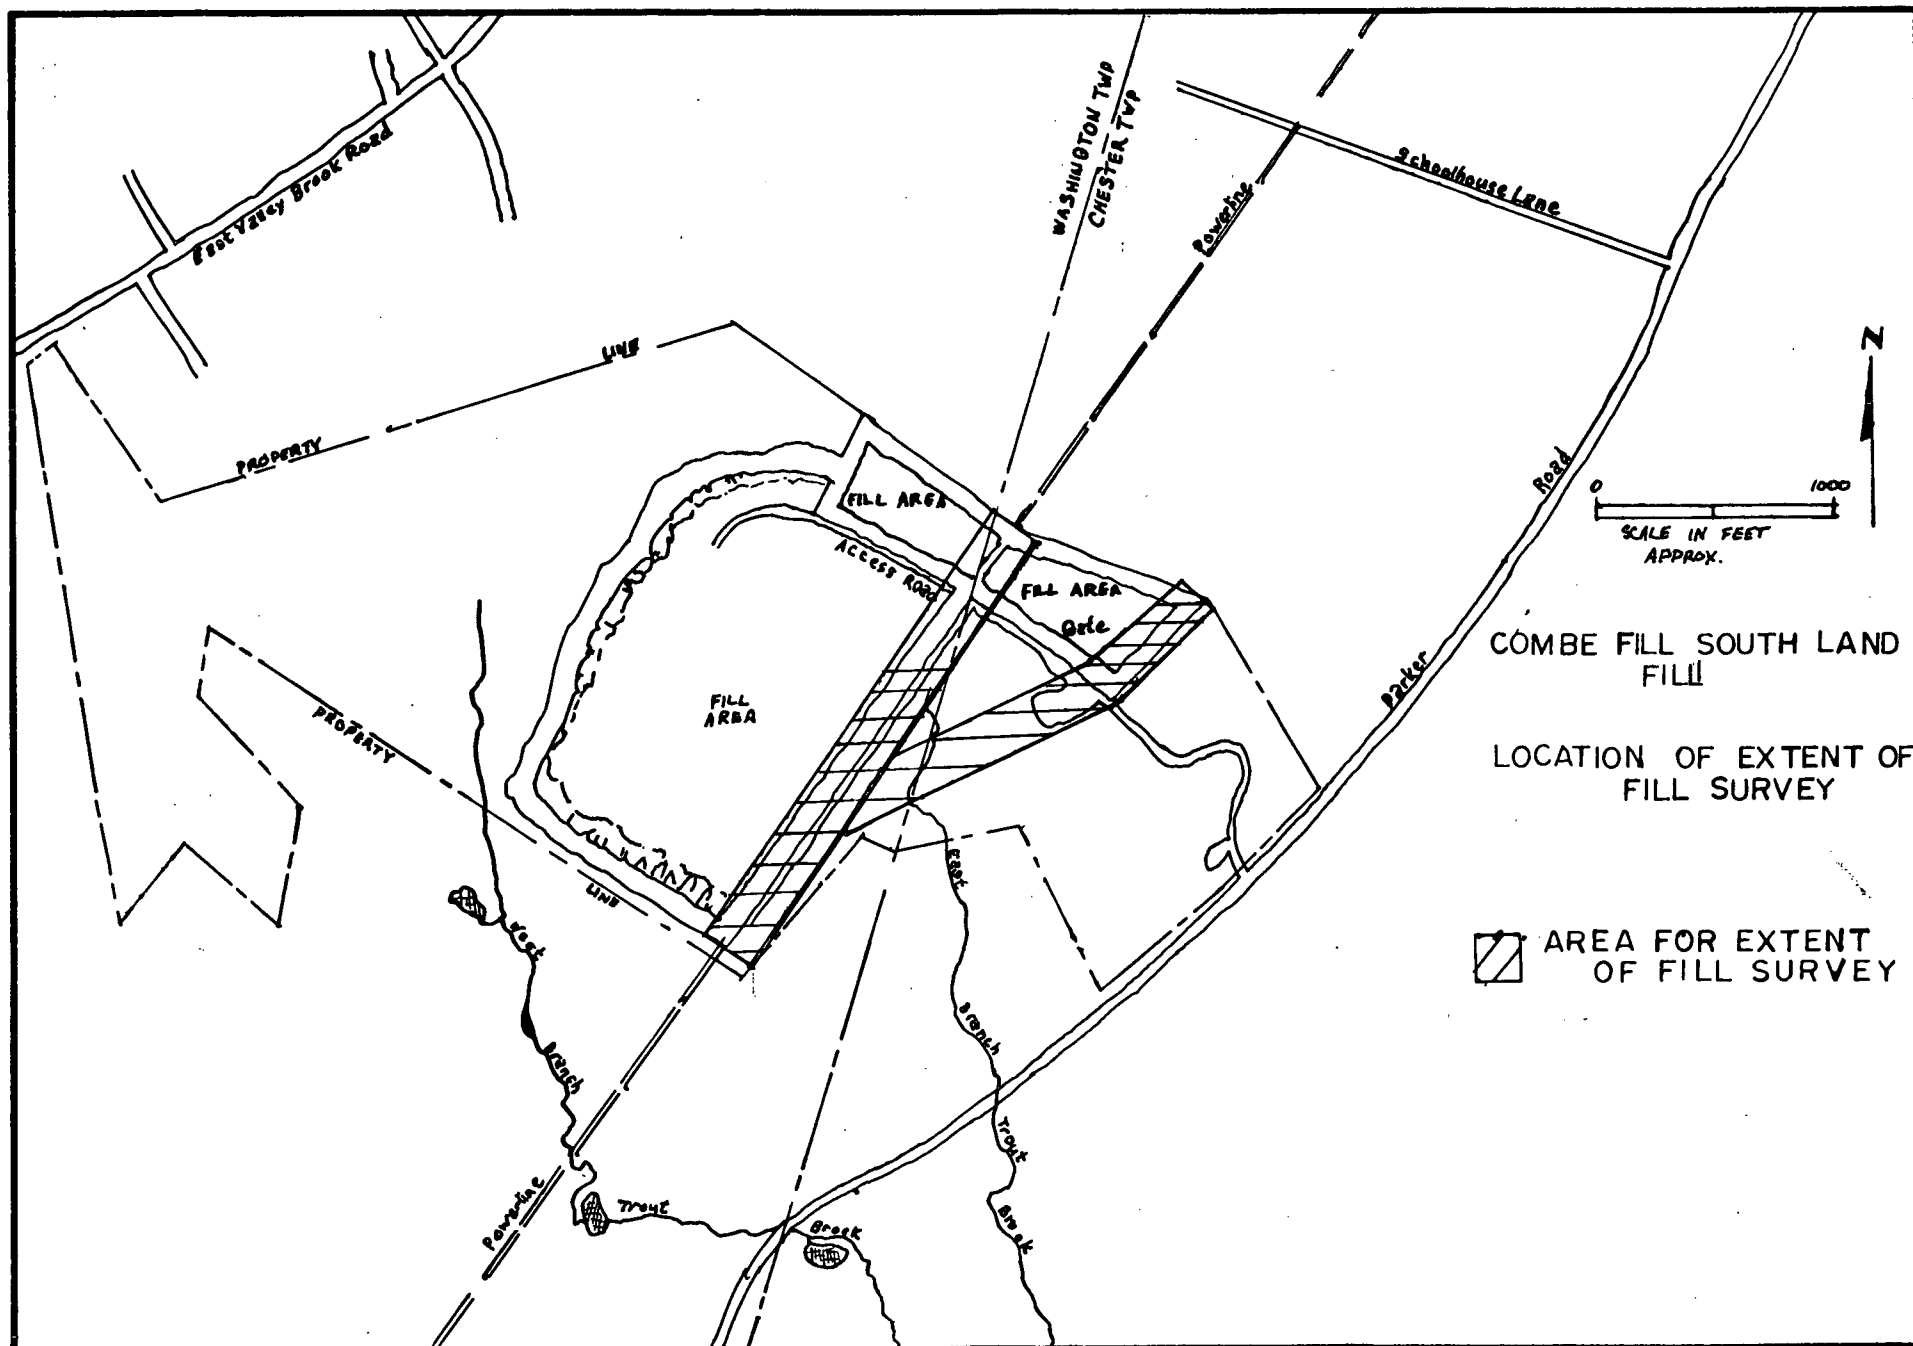 WASHINGTON TWP
CHESTER TWP
Powerline
Schoolhouse Lane
East Valley Brook Road
PROPERTY
LINE
N
0 1000
SCALE IN FEET
APPROX.
Road
Parker
FILL AREA
ACCESS ROAD
FILL AREA
Gate
FILL
AREA
COMBE FILL SOUTH LAND
FILL
LOCATION OF EXTENT OF
FILL SURVEY
PROPERTY
LINE
AREA FOR EXTENT
OF FILL SURVEY
West
Branch
Trout
Brook
East
Branch
Trout
Brook
Powerline